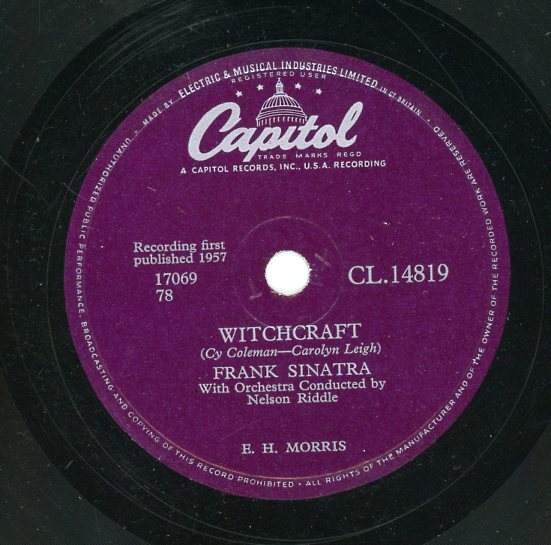 MADE BY ELECTRIC & MUSICAL INDUSTRIES LIMITED IN GT BRITAIN.
REGISTERED USER
Capitol
TRADE MARKS REGD
A CAPITOL RECORDS, INC., U.S.A. RECORDING
Recording first
published 1957
17069
78
CL.14819
WITCHCRAFT
(Cy Coleman—Carolyn Leigh)
FRANK SINATRA
With Orchestra Conducted by
Nelson Riddle
E. H. MORRIS
UNAUTHORIZED PUBLIC PERFORMANCE, BROADCASTING AND COPYING OF THIS RECORD PROHIBITED • ALL RIGHTS OF THE MANUFACTURER AND OF THE OWNER OF THE RECORDED WORK ARE RESERVED